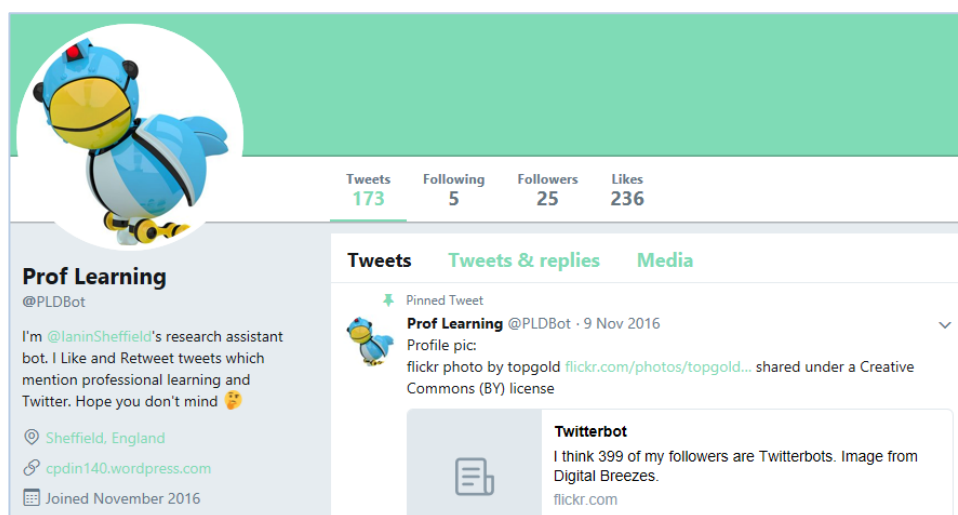 Tweets Following Followers Likes
173 5 25 236
Prof Learning
@PLDBot
I'm @IaninSheffield's research assistant
bot. I Like and Retweet tweets which
mention professional learning and
Twitter. Hope you don't mind 🤔
Sheffield, England
cpdin140.wordpress.com
Joined November 2016
Tweets Tweets & replies Media
Pinned Tweet
Prof Learning @PLDBot · 9 Nov 2016
Profile pic:
flickr photo by topgold flickr.com/photos/topgold... shared under a Creative
Commons (BY) license
Twitterbot
I think 399 of my followers are Twitterbots. Image from
Digital Breezes.
flickr.com